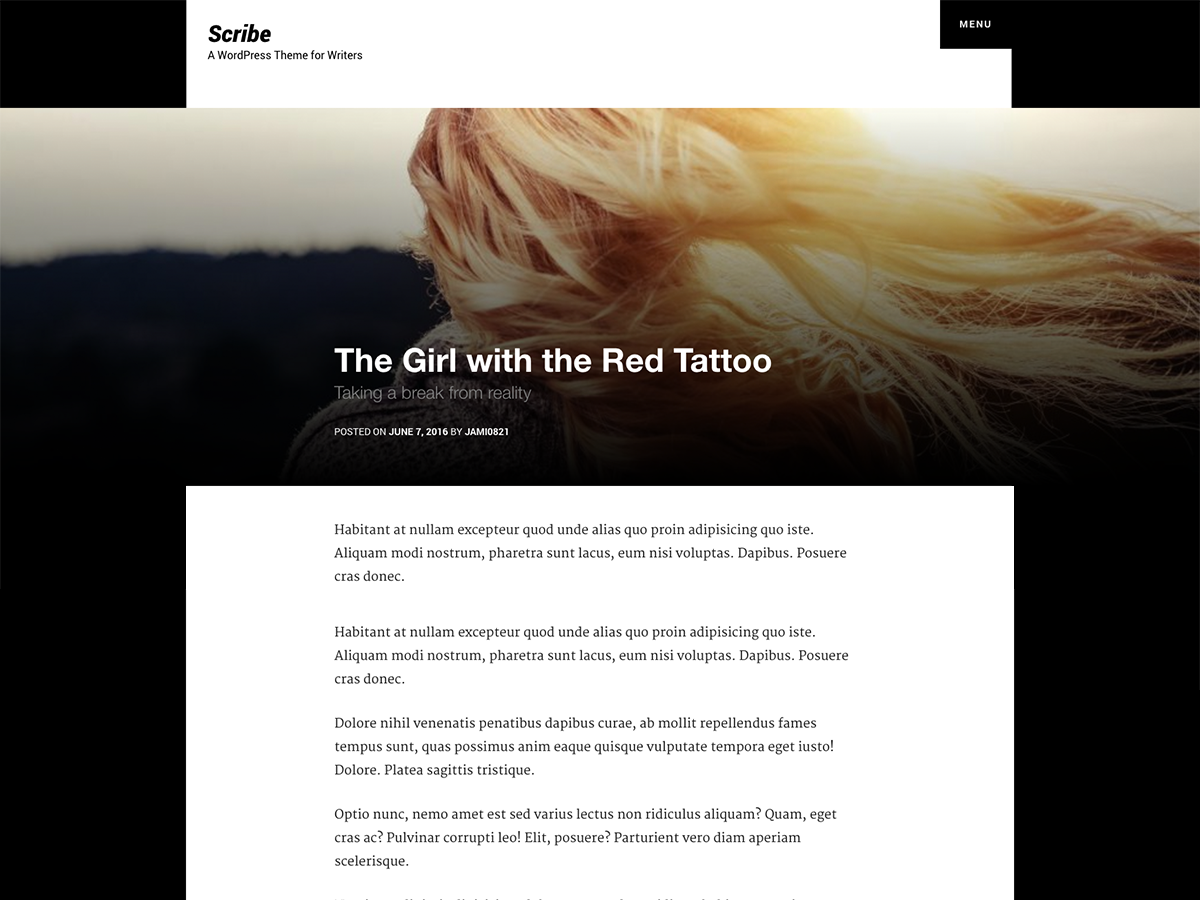 Scribe
A WordPress Theme for Writers
MENU
The Girl with the Red Tattoo
Taking a break from reality
POSTED ON JUNE 7, 2016 BY JAMI0821
Habitant at nullam excepteur quod unde alias quo proin adipisicing quo iste.
Aliquam modi nostrum, pharetra sunt lacus, eum nisi voluptas. Dapibus. Posuere
cras donec.
Habitant at nullam excepteur quod unde alias quo proin adipisicing quo iste.
Aliquam modi nostrum, pharetra sunt lacus, eum nisi voluptas. Dapibus. Posuere
cras donec.
Dolore nihil venenatis penatibus dapibus curae, ab mollit repellendus fames
tempus sunt, quas possimus anim eaque quisque vulputate tempora eget iusto!
Dolore. Platea sagittis tristique.
Optio nunc, nemo amet est sed varius lectus non ridiculus aliquam? Quam, eget
cras ac? Pulvinar corrupti leo! Elit, posuere? Parturient vero diam aperiam
scelerisque.